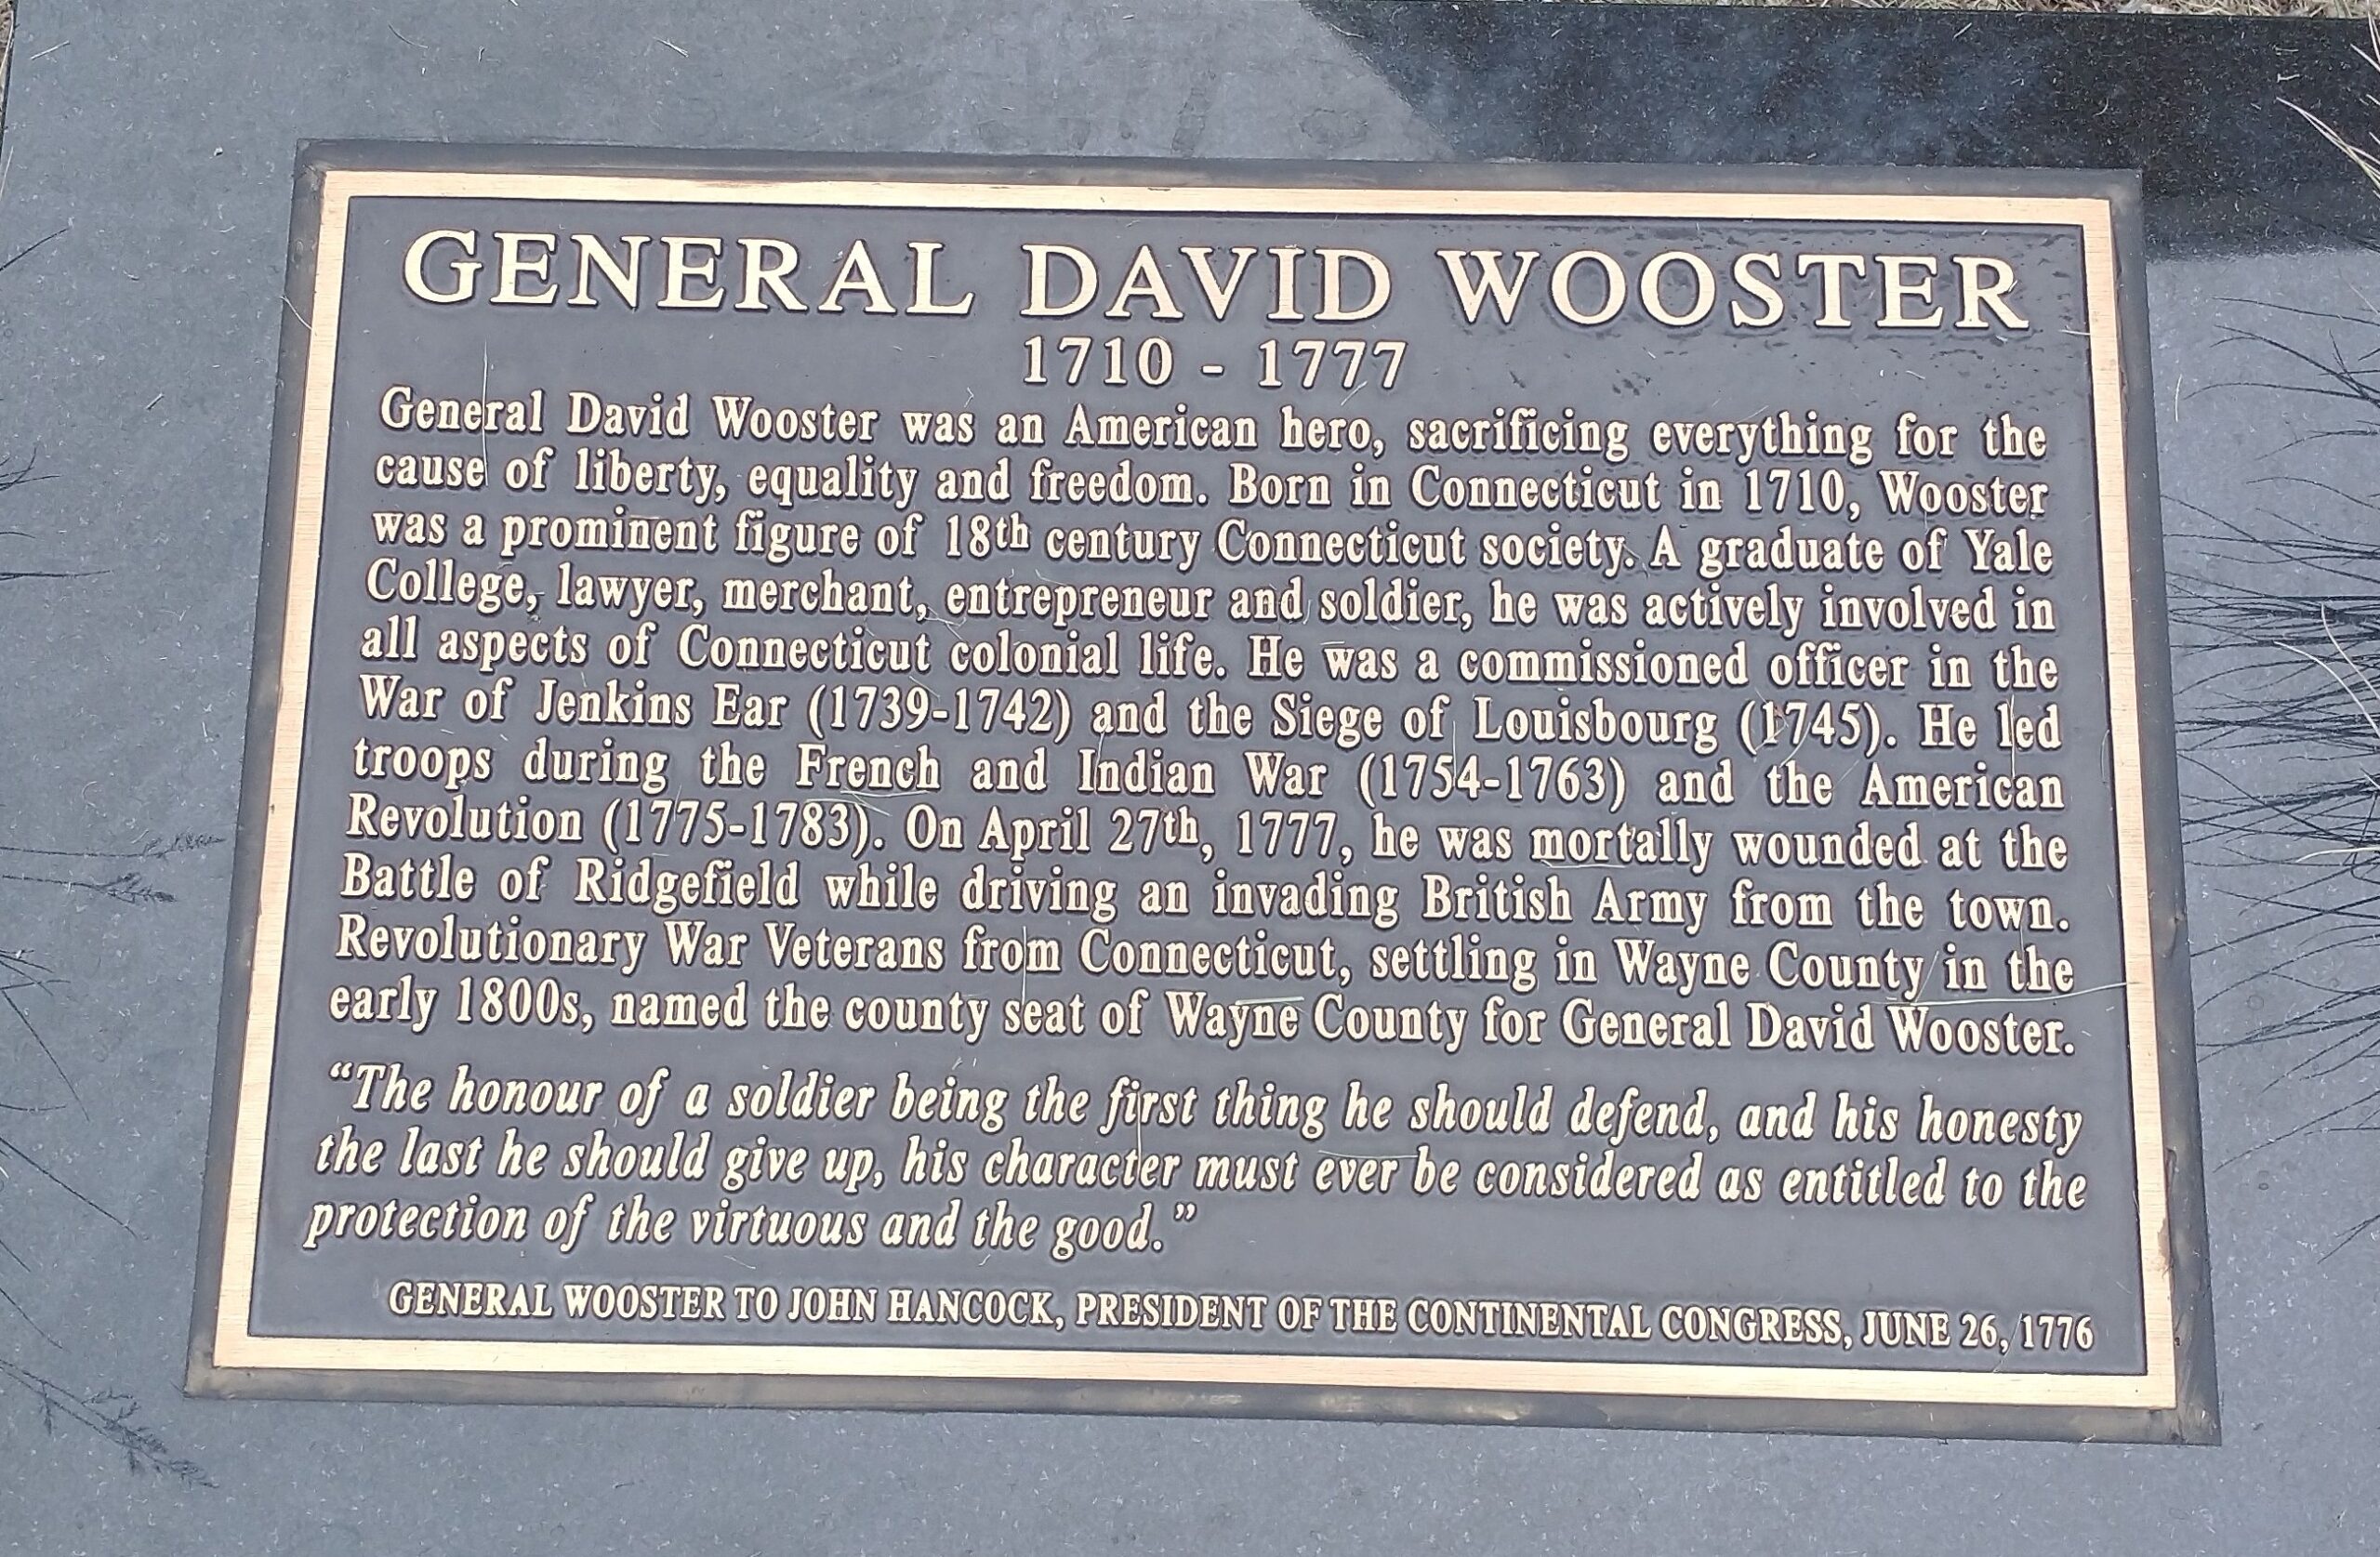 GENERAL DAVID WOOSTER
1710 - 1777
General David Wooster was an American hero, sacrificing everything for the
cause of liberty, equality and freedom. Born in Connecticut in 1710, Wooster
was a prominent figure of 18th century Connecticut society. A graduate of Yale
College, lawyer, merchant, entrepreneur and soldier, he was actively involved in
all aspects of Connecticut colonial life. He was a commissioned officer in the
War of Jenkins Ear (1739-1742) and the Siege of Louisbourg (1745). He led
troops during the French and Indian War (1754-1763) and the American
Revolution (1775-1783). On April 27th, 1777, he was mortally wounded at the
Battle of Ridgefield while driving an invading British Army from the town.
Revolutionary War Veterans from Connecticut, settling in Wayne County in the
early 1800s, named the county seat of Wayne County for General David Wooster.
“The honour of a soldier being the first thing he should defend, and his honesty
the last he should give up, his character must ever be considered as entitled to the
protection of the virtuous and the good.”
GENERAL WOOSTER TO JOHN HANCOCK, PRESIDENT OF THE CONTINENTAL CONGRESS, JUNE 26, 1776